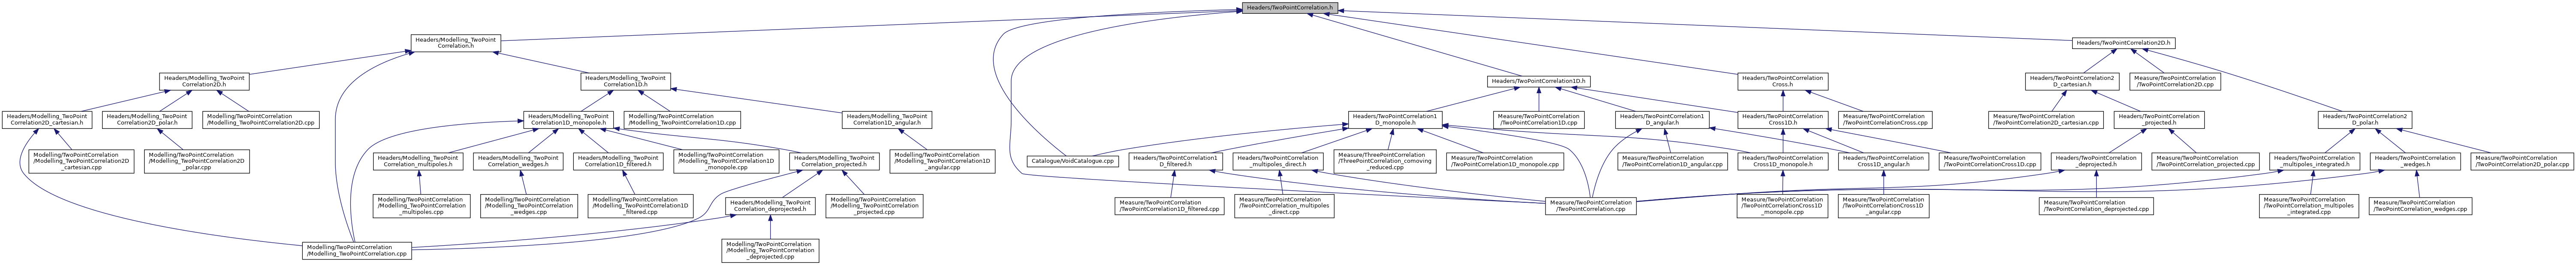 Headers/TwoPointCorrelation.h
Headers/Modelling_TwoPoint
Correlation.h
Headers/TwoPointCorrelation2D.h
Headers/Modelling_TwoPoint
Correlation2D.h
Headers/Modelling_TwoPoint
Correlation1D.h
Headers/TwoPointCorrelation1D.h
Headers/TwoPointCorrelation
Cross.h
Headers/TwoPointCorrelation2
D_cartesian.h
Measure/TwoPointCorrelation
/TwoPointCorrelation2D.cpp
Headers/Modelling_TwoPoint
Correlation2D_cartesian.h
Headers/Modelling_TwoPoint
Correlation2D_polar.h
Modelling/TwoPointCorrelation
/Modelling_TwoPointCorrelation2D.cpp
Headers/Modelling_TwoPoint
Correlation1D_monopole.h
Modelling/TwoPointCorrelation
/Modelling_TwoPointCorrelation1D.cpp
Headers/Modelling_TwoPoint
Correlation1D_angular.h
Headers/TwoPointCorrelation1
D_monopole.h
Measure/TwoPointCorrelation
/TwoPointCorrelation1D.cpp
Headers/TwoPointCorrelation1
D_angular.h
Headers/TwoPointCorrelation
Cross1D.h
Measure/TwoPointCorrelation
/TwoPointCorrelationCross.cpp
Measure/TwoPointCorrelation
/TwoPointCorrelation2D_cartesian.cpp
Headers/TwoPointCorrelation
_projected.h
Headers/TwoPointCorrelation2
D_polar.h
Modelling/TwoPointCorrelation
/Modelling_TwoPointCorrelation2D
_cartesian.cpp
Modelling/TwoPointCorrelation
/Modelling_TwoPointCorrelation2D
_polar.cpp
Headers/Modelling_TwoPoint
Correlation_multipoles.h
Headers/Modelling_TwoPoint
Correlation_wedges.h
Headers/Modelling_TwoPoint
Correlation1D_filtered.h
Modelling/TwoPointCorrelation
/Modelling_TwoPointCorrelation1D
_monopole.cpp
Headers/Modelling_TwoPoint
Correlation_projected.h
Modelling/TwoPointCorrelation
/Modelling_TwoPointCorrelation1D
_angular.cpp
Catalogue/VoidCatalogue.cpp
Headers/TwoPointCorrelation1
D_filtered.h
Headers/TwoPointCorrelation
_multipoles_direct.h
Measure/ThreePointCorrelation
/ThreePointCorrelation_comoving
_reduced.cpp
Measure/TwoPointCorrelation
/TwoPointCorrelation1D_monopole.cpp
Measure/TwoPointCorrelation
/TwoPointCorrelation1D_angular.cpp
Headers/TwoPointCorrelation
Cross1D_monopole.h
Headers/TwoPointCorrelation
Cross1D_angular.h
Measure/TwoPointCorrelation
/TwoPointCorrelationCross1D.cpp
Headers/TwoPointCorrelation
_deprojected.h
Measure/TwoPointCorrelation
/TwoPointCorrelation_projected.cpp
Headers/TwoPointCorrelation
_multipoles_integrated.h
Headers/TwoPointCorrelation
_wedges.h
Measure/TwoPointCorrelation
/TwoPointCorrelation2D_polar.cpp
Modelling/TwoPointCorrelation
/Modelling_TwoPointCorrelation
_multipoles.cpp
Modelling/TwoPointCorrelation
/Modelling_TwoPointCorrelation
_wedges.cpp
Modelling/TwoPointCorrelation
/Modelling_TwoPointCorrelation1D
_filtered.cpp
Headers/Modelling_TwoPoint
Correlation_deprojected.h
Modelling/TwoPointCorrelation
/Modelling_TwoPointCorrelation
_projected.cpp
Measure/TwoPointCorrelation
/TwoPointCorrelation1D_filtered.cpp
Measure/TwoPointCorrelation
/TwoPointCorrelation_multipoles
_direct.cpp
Measure/TwoPointCorrelation
/TwoPointCorrelation.cpp
Measure/TwoPointCorrelation
/TwoPointCorrelationCross1D
_monopole.cpp
Measure/TwoPointCorrelation
/TwoPointCorrelationCross1D
_angular.cpp
Measure/TwoPointCorrelation
/TwoPointCorrelation_deprojected.cpp
Measure/TwoPointCorrelation
/TwoPointCorrelation_multipoles
_integrated.cpp
Measure/TwoPointCorrelation
/TwoPointCorrelation_wedges.cpp
Modelling/TwoPointCorrelation
/Modelling_TwoPointCorrelation.cpp
Modelling/TwoPointCorrelation
/Modelling_TwoPointCorrelation
_deprojected.cpp